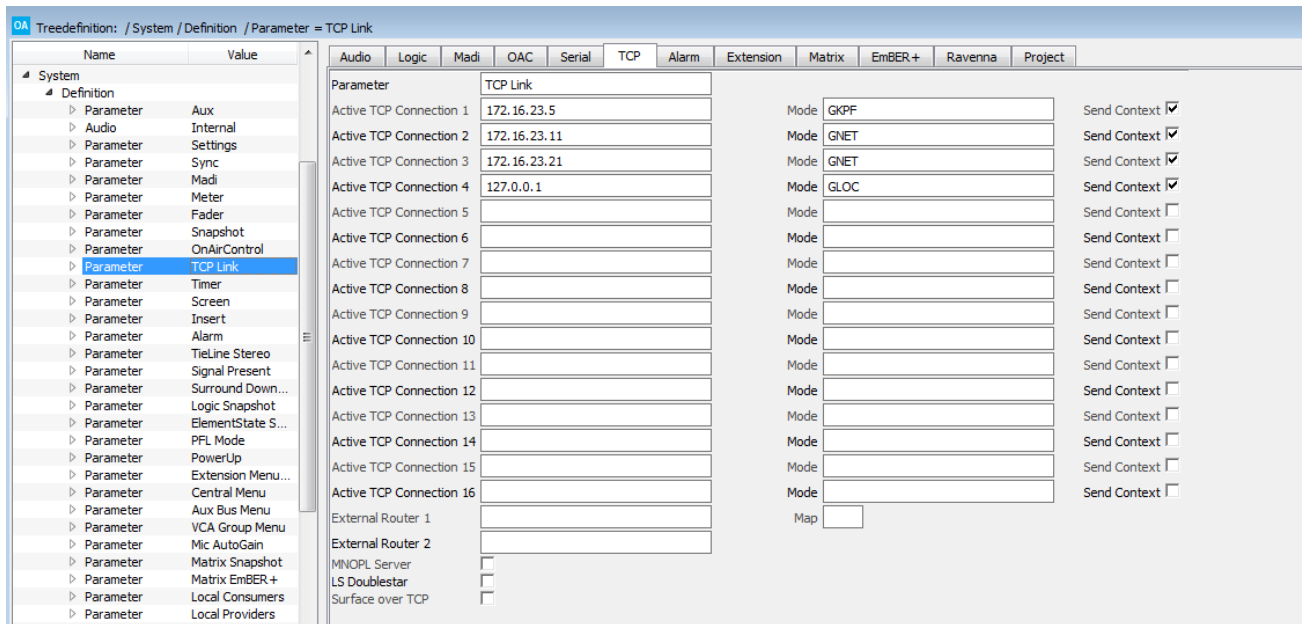 OA Treedefinition: / System / Definition / Parameter = TCP Link
Name Value
System
Definition
Parameter Aux
Audio Internal
Parameter Settings
Parameter Sync
Parameter Madi
Parameter Meter
Parameter Fader
Parameter Snapshot
Parameter OnAirControl
Parameter TCP Link
Parameter Timer
Parameter Screen
Parameter Insert
Parameter Alarm
Parameter TieLine Stereo
Parameter Signal Present
Parameter Surround Down...
Parameter Logic Snapshot
Parameter ElementState S...
Parameter PFL Mode
Parameter PowerUp
Parameter Extension Menu...
Parameter Central Menu
Parameter Aux Bus Menu
Parameter VCA Group Menu
Parameter Mic AutoGain
Parameter Matrix Snapshot
Parameter Matrix EmBER+
Parameter Local Consumers
Parameter Local Providers
Audio Logic Madi OAC Serial TCP Alarm Extension Matrix EmBER+ Ravenna Project
Parameter TCP Link
Active TCP Connection 1 172.16.23.5 Mode GKPF Send Context
Active TCP Connection 2 172.16.23.11 Mode GNET Send Context
Active TCP Connection 3 172.16.23.21 Mode GNET Send Context
Active TCP Connection 4 127.0.0.1 Mode GLOC Send Context
Active TCP Connection 5 Mode Send Context
Active TCP Connection 6 Mode Send Context
Active TCP Connection 7 Mode Send Context
Active TCP Connection 8 Mode Send Context
Active TCP Connection 9 Mode Send Context
Active TCP Connection 10 Mode Send Context
Active TCP Connection 11 Mode Send Context
Active TCP Connection 12 Mode Send Context
Active TCP Connection 13 Mode Send Context
Active TCP Connection 14 Mode Send Context
Active TCP Connection 15 Mode Send Context
Active TCP Connection 16 Mode Send Context
External Router 1 Map
External Router 2
MNOPL Server
LS Doublestar
Surface over TCP